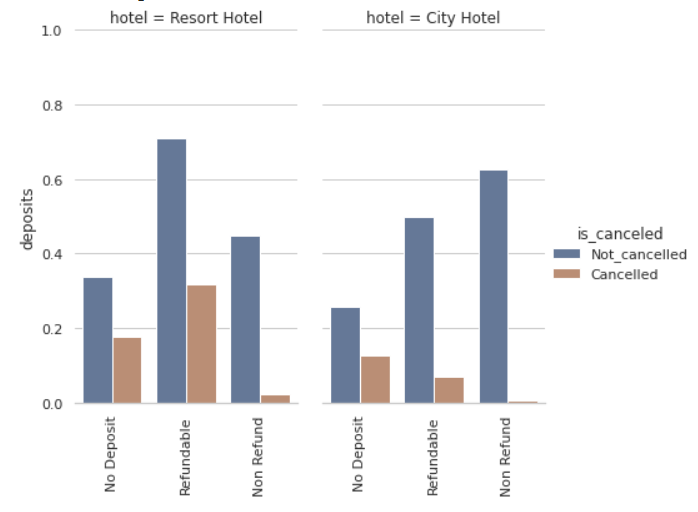 hotel = Resort Hotel
hotel = City Hotel
1.0
0.8
0.6
0.4
0.2
0.0
deposits
No Deposit
Refundable
Non Refund
No Deposit
Refundable
Non Refund
is_canceled
Not_cancelled
Cancelled